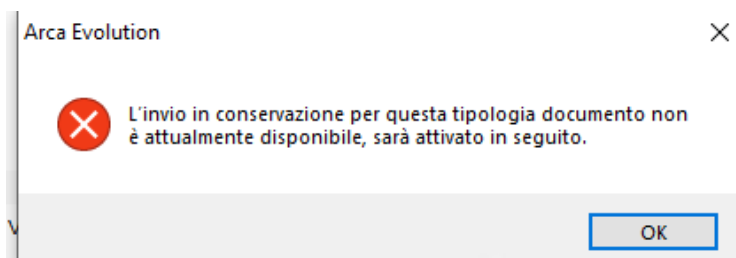 Arca Evolution
L'invio in conservazione per questa tipologia documento non
è attualmente disponibile, sarà attivato in seguito.
OK